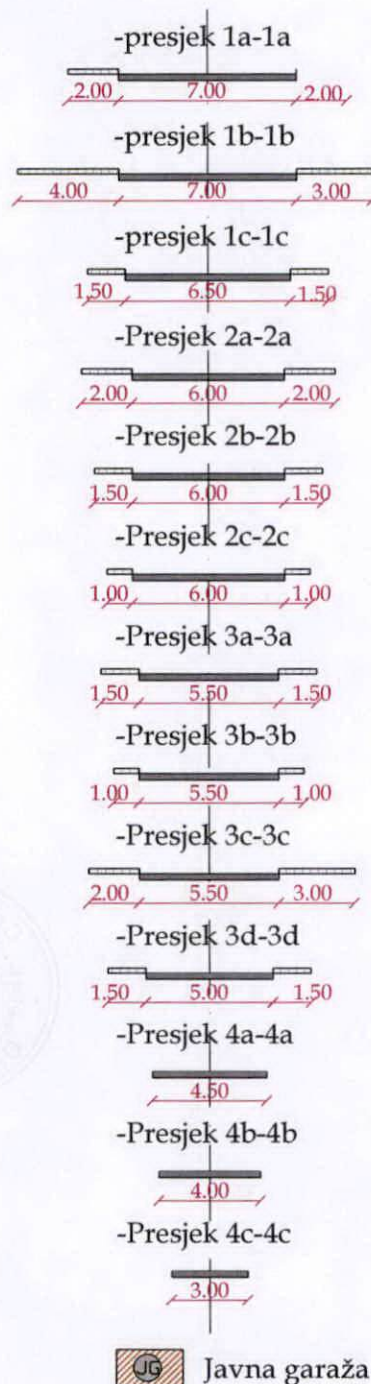 -presjek 1a-1a
2.00 7.00 2.00
-presjek 1b-1b
4.00 7.00 3.00
-presjek 1c-1c
1.50 6.50 1.50
-Presjek 2a-2a
2.00 6.00 2.00
-Presjek 2b-2b
1.50 6.00 1.50
-Presjek 2c-2c
1.00 6.00 1.00
-Presjek 3a-3a
1.50 5.50 1.50
-Presjek 3b-3b
1.00 5.50 1.00
-Presjek 3c-3c
2.00 5.50 3.00
-Presjek 3d-3d
1.50 5.00 1.50
-Presjek 4a-4a
4.50
-Presjek 4b-4b
4.00
-Presjek 4c-4c
3.00
JG Javna garaža